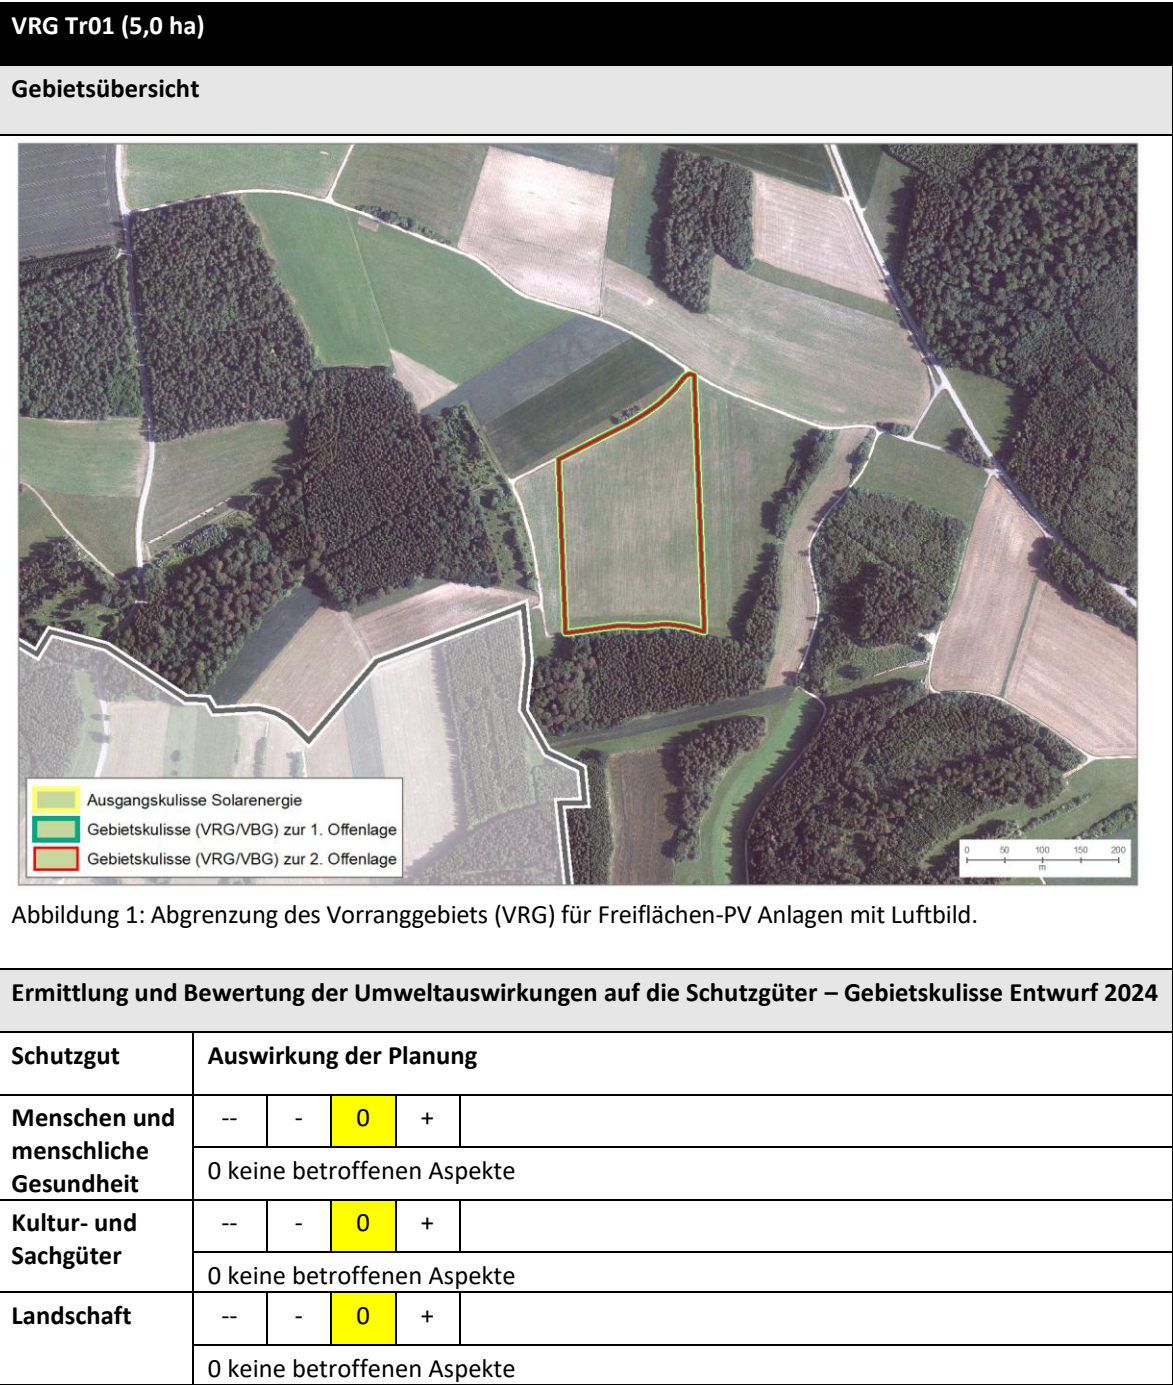 VRG Tr01 (5,0 ha)
Gebietsübersicht
Ausgangskulisse Solarenergie
Gebietskulisse (VRG/VBG) zur 1. Offenlage
Gebietskulisse (VRG/VBG) zur 2. Offenlage
0 50 100 150 200
m
Abbildung 1: Abgrenzung des Vorranggebiets (VRG) für Freiflächen-PV Anlagen mit Luftbild.
Ermittlung und Bewertung der Umweltauswirkungen auf die Schutzgüter – Gebietskulisse Entwurf 2024
Schutzgut Auswirkung der Planung
Menschen und
menschliche
Gesundheit
-- - 0 +
0 keine betroffenen Aspekte
Kultur- und
Sachgüter
-- - 0 +
0 keine betroffenen Aspekte
Landschaft
-- - 0 +
0 keine betroffenen Aspekte